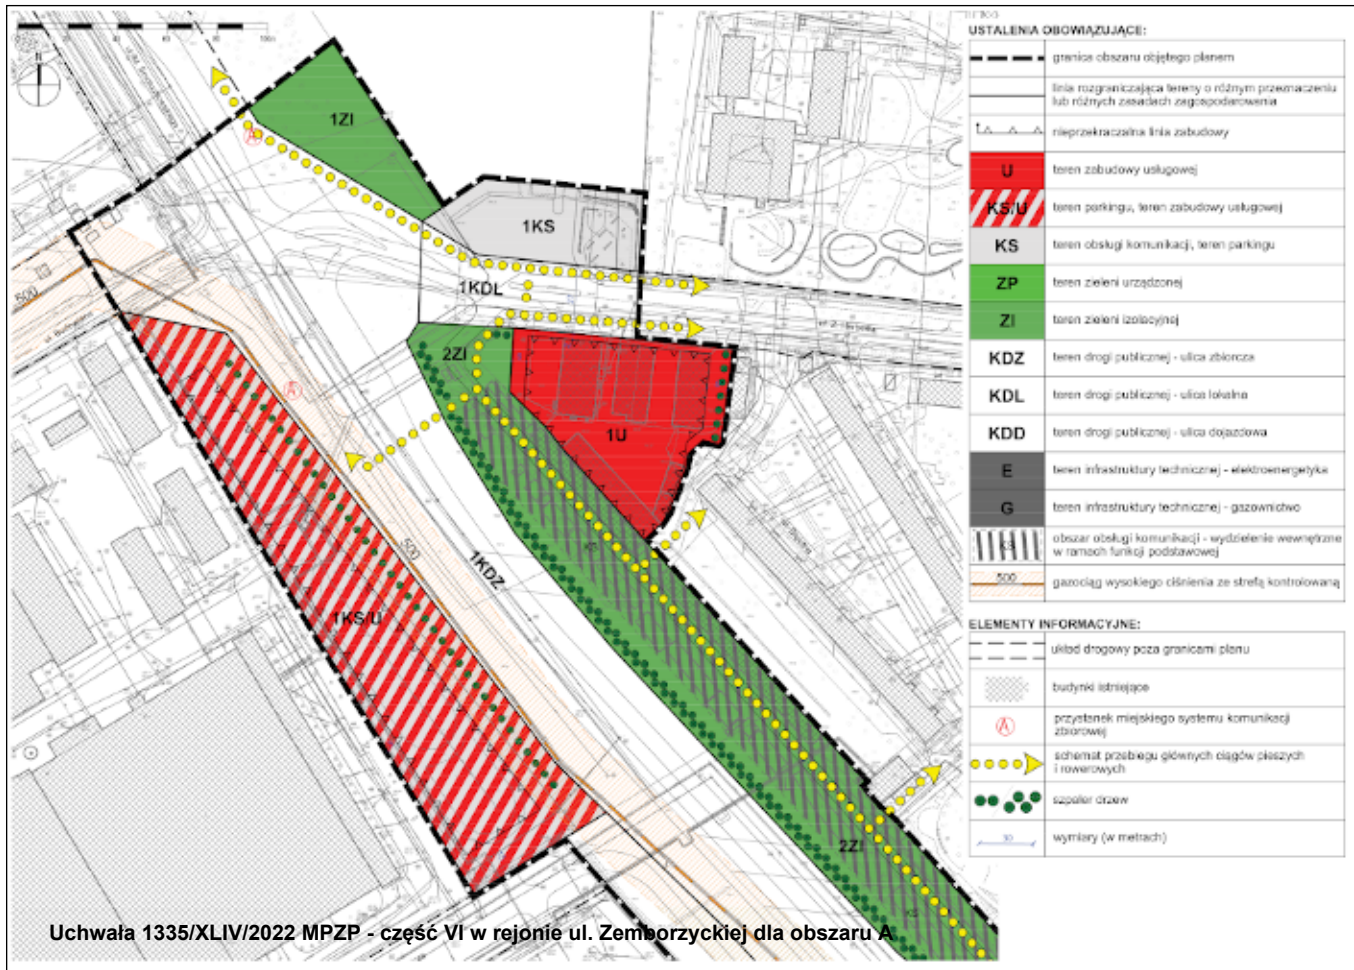 N
1ZI
1KS
1KDL
2ZI
1U
500
KS
500
1KDZ
1KS/U
2ZI
KS
Uchwała 1335/XLIV/2022 MPZP - część VI w rejonie ul. Zemborzyckiej dla obszaru A
USTALENIA OBOWIĄZUJĄCE:
granica obszaru objętego planem
linia rozgraniczająca tereny o różnym przeznaczeniu
lub różnych zasadach zagospodarowania
nieprzekraczalna linia zabudowy
U teren zabudowy usługowej
KS/U teren parkingu, teren zabudowy usługowej
KS teren obsługi komunikacji, teren parkingu
ZP teren zieleni urządzonej
ZI teren zieleni izolacyjnej
KDZ teren drogi publicznej - ulica zbiorcza
KDL teren drogi publicznej - ulica lokalna
KDD teren drogi publicznej - ulica dojazdowa
E teren infrastruktury technicznej - elektroenergetyka
G teren infrastruktury technicznej - gazownictwo
KS obszar obsługi komunikacji - wydzielenie wewnętrzne
w ramach funkcji podstawowej
500 gazociąg wysokiego ciśnienia ze strefą kontrolowaną
ELEMENTY INFORMACYJNE:
układ drogowy poza granicami planu
budynki istniejące
A przystanek miejskiego systemu komunikacji
zbiorowej
schemat przebiegu głównych ciągów pieszych
i rowerowych
szpaler drzew
wymiary (w metrach)